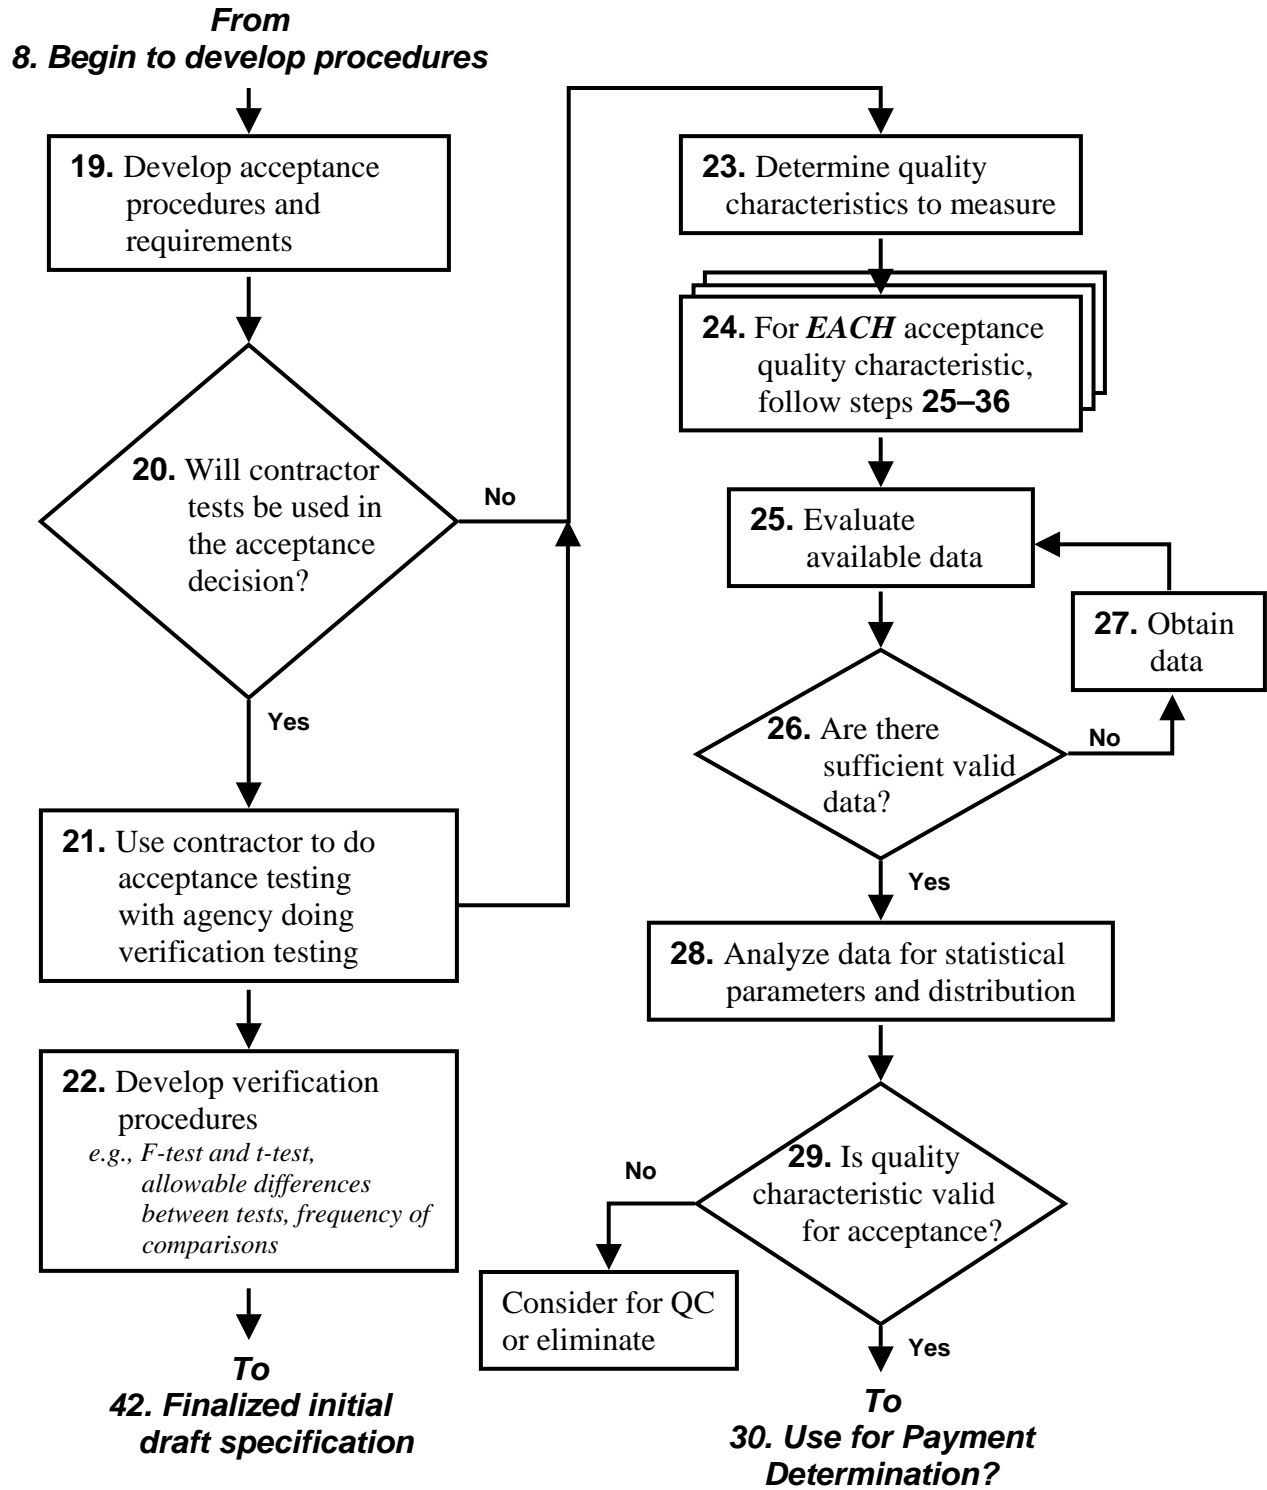 From
8. Begin to develop procedures
19. Develop acceptance
procedures and
requirements
20. Will contractor
tests be used in
the acceptance
decision?
No
Yes
21. Use contractor to do
acceptance testing
with agency doing
verification testing
22. Develop verification
procedures
e.g., F-test and t-test,
allowable differences
between tests, frequency of
comparisons
To
42. Finalized initial
draft specification
23. Determine quality
characteristics to measure
24. For EACH acceptance
quality characteristic,
follow steps 25–36
25. Evaluate
available data
27. Obtain
data
26. Are there
sufficient valid
data?
No
Yes
28. Analyze data for statistical
parameters and distribution
29. Is quality
characteristic valid
for acceptance?
No
Consider for QC
or eliminate
Yes
To
30. Use for Payment
Determination?